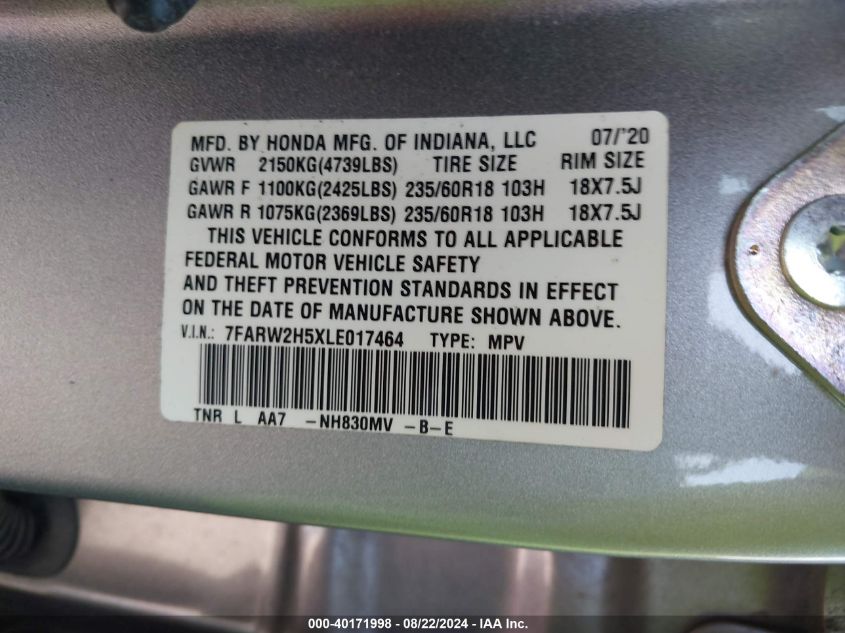 MFD. BY HONDA MFG. OF INDIANA, LLC 07/'20
GVWR 2150KG(4739LBS) TIRE SIZE RIM SIZE
GAWR F 1100KG(2425LBS) 235/60R18 103H 18X7.5J
GAWR R 1075KG(2369LBS) 235/60R18 103H 18X7.5J
THIS VEHICLE CONFORMS TO ALL APPLICABLE
FEDERAL MOTOR VEHICLE SAFETY
AND THEFT PREVENTION STANDARDS IN EFFECT
ON THE DATE OF MANUFACTURE SHOWN ABOVE.
V.I.N.: 7FARW2H5XLE017464 TYPE: MPV
TNR L AA7 -NH830MV -B-E
000-40171998 - 08/22/2024 - IAA Inc.